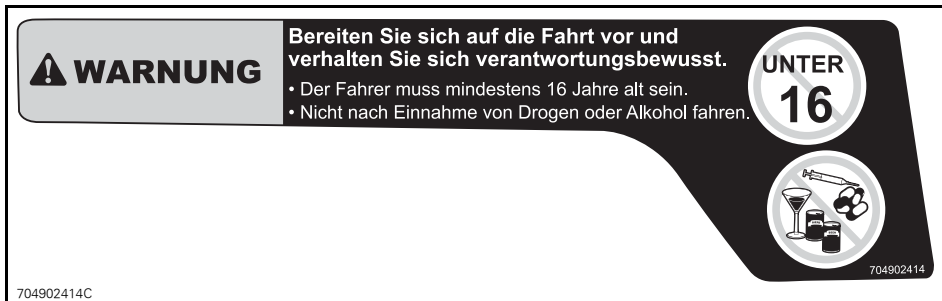 WARNUNG
Bereiten Sie sich auf die Fahrt vor und
verhalten Sie sich verantwortungsbewusst.
• Der Fahrer muss mindestens 16 Jahre alt sein.
• Nicht nach Einnahme von Drogen oder Alkohol fahren.
UNTER
16
704902414
704902414C